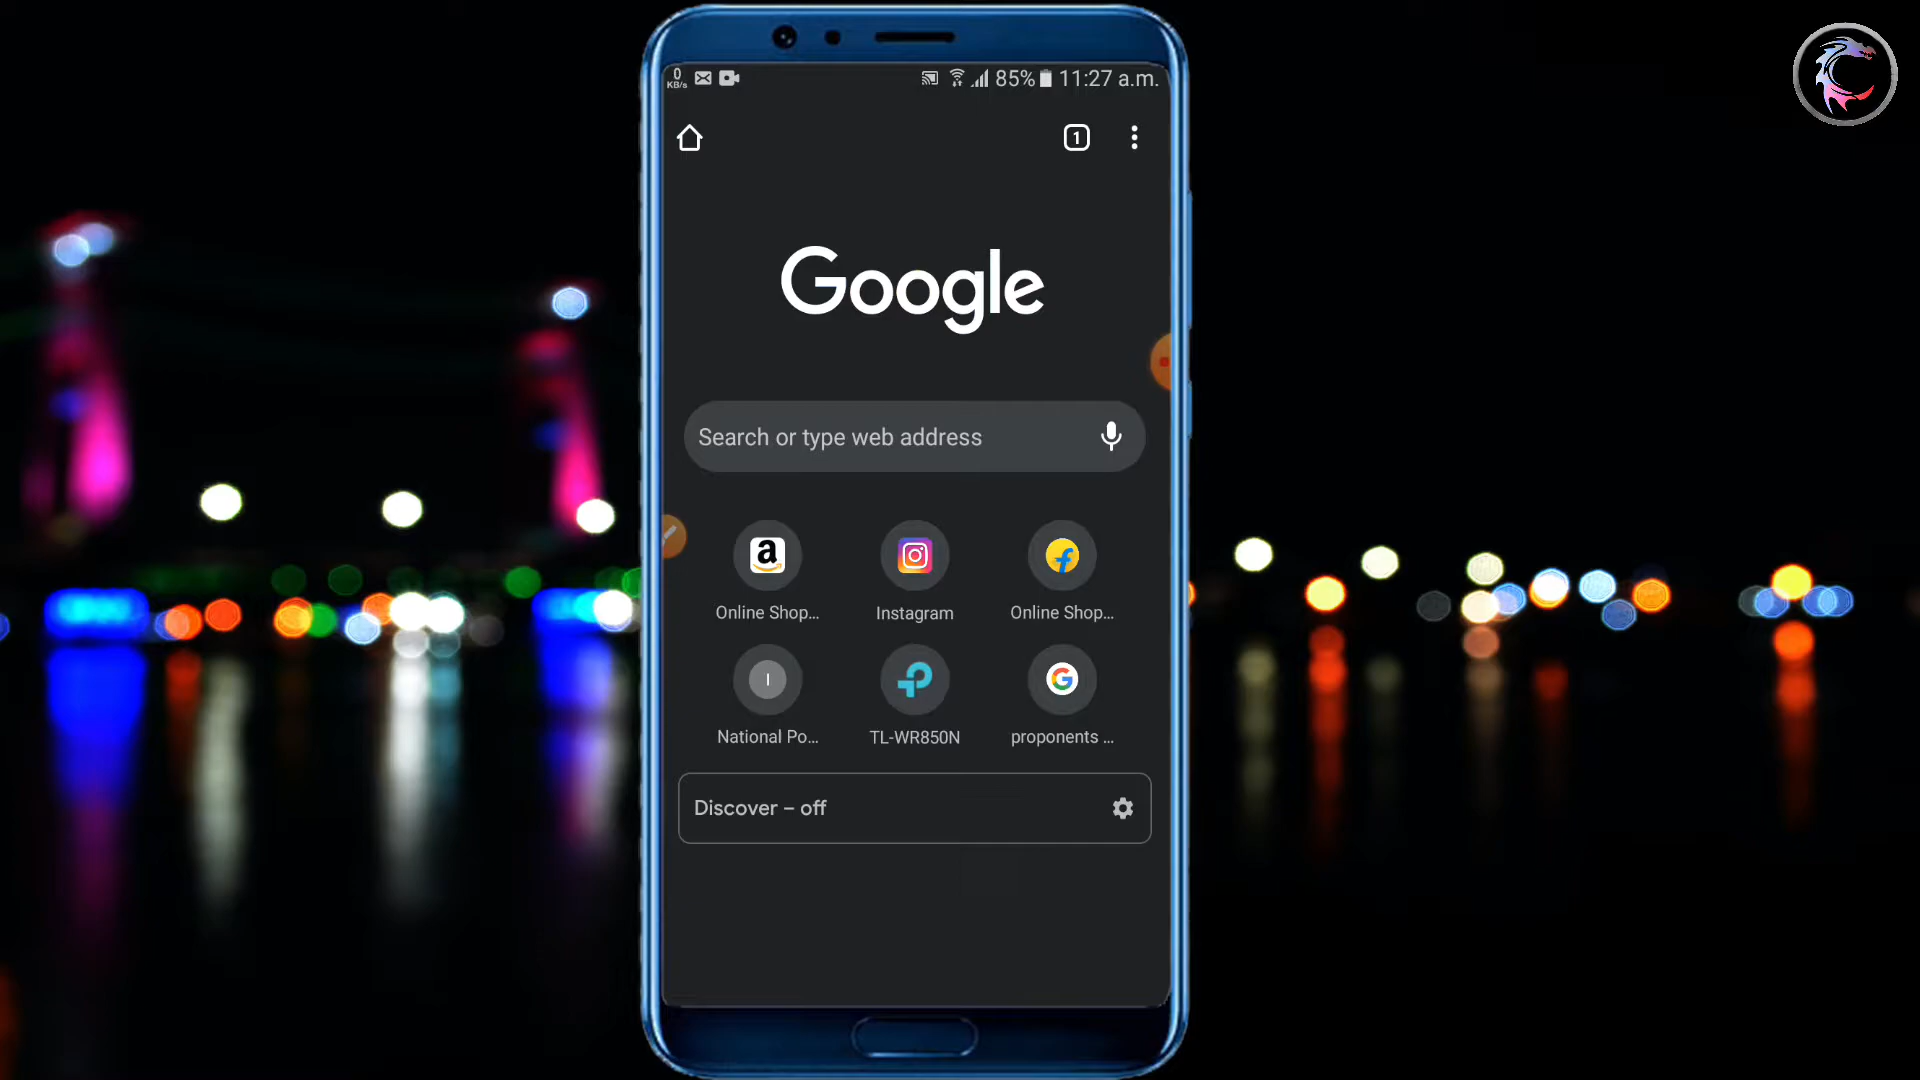 0
KB/s
85% 11:27 a.m.
1
Google
Search or type web address
Online Shop...
Instagram
Online Shop...
I
National Po...
TL-WR850N
proponents ...
Discover – off